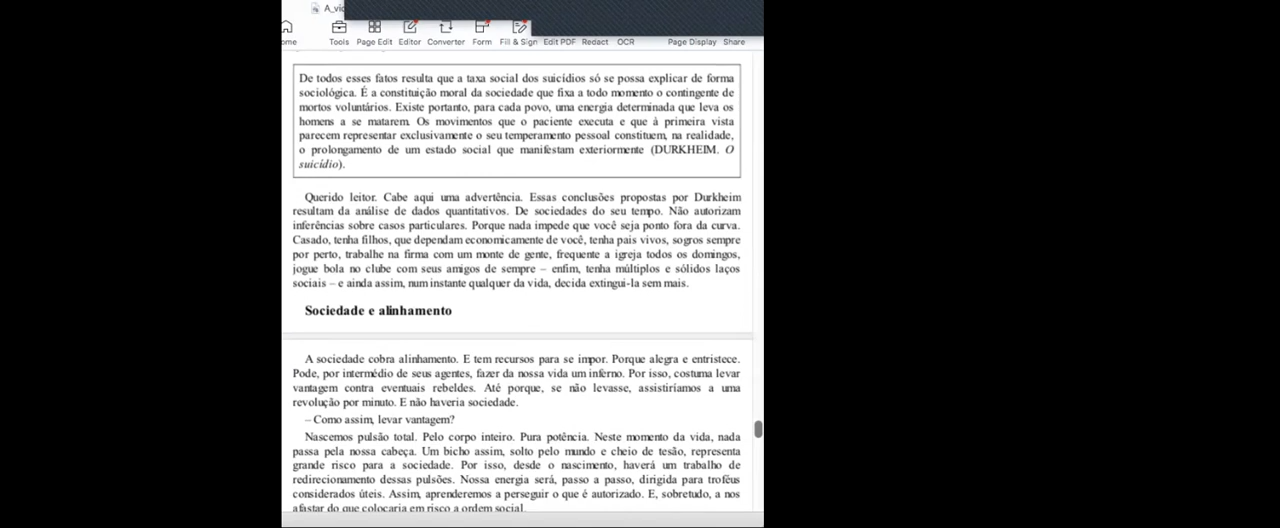 A_vi
ome Tools Page Edit Editor Converter Form Fill & Sign Edit PDF Redact OCR Page Display Share
De todos esses fatos resulta que a taxa social dos suicídios só se possa explicar de forma
sociológica. É a constituição moral da sociedade que fixa a todo momento o contingente de
mortos voluntários. Existe portanto, para cada povo, uma energia determinada que leva os
homens a se matarem. Os movimentos que o paciente executa e que à primeira vista
parecem representar exclusivamente o seu temperamento pessoal constituem, na realidade,
o prolongamento de um estado social que manifestam exteriormente (DURKHEIM. O
suicídio).
Querido leitor. Cabe aqui uma advertência. Essas conclusões propostas por Durkheim
resultam da análise de dados quantitativos. De sociedades do seu tempo. Não autorizam
inferências sobre casos particulares. Porque nada impede que você seja ponto fora da curva.
Casado, tenha filhos, que dependam economicamente de você, tenha pais vivos, sogros sempre
por perto, trabalhe na firma com um monte de gente, frequente a igreja todos os domingos,
jogue bola no clube com seus amigos de sempre – enfim, tenha múltiplos e sólidos laços
sociais – e ainda assim, num instante qualquer da vida, decida extingui-la sem mais.
Sociedade e alinhamento
A sociedade cobra alinhamento. E tem recursos para se impor. Porque alegra e entristece.
Pode, por intermédio de seus agentes, fazer da nossa vida um inferno. Por isso, costuma levar
vantagem contra eventuais rebeldes. Até porque, se não levasse, assistiríamos a uma
revolução por minuto. E não haveria sociedade.
– Como assim, levar vantagem?
Nascemos pulsão total. Pelo corpo inteiro. Pura potência. Neste momento da vida, nada
passa pela nossa cabeça. Um bicho assim, solto pelo mundo e cheio de tesão, representa
grande risco para a sociedade. Por isso, desde o nascimento, haverá um trabalho de
redirecionamento dessas pulsões. Nossa energia será, passo a passo, dirigida para troféus
considerados úteis. Assim, aprenderemos a perseguir o que é autorizado. E, sobretudo, a nos
afastar do que colocaria em risco a ordem social.